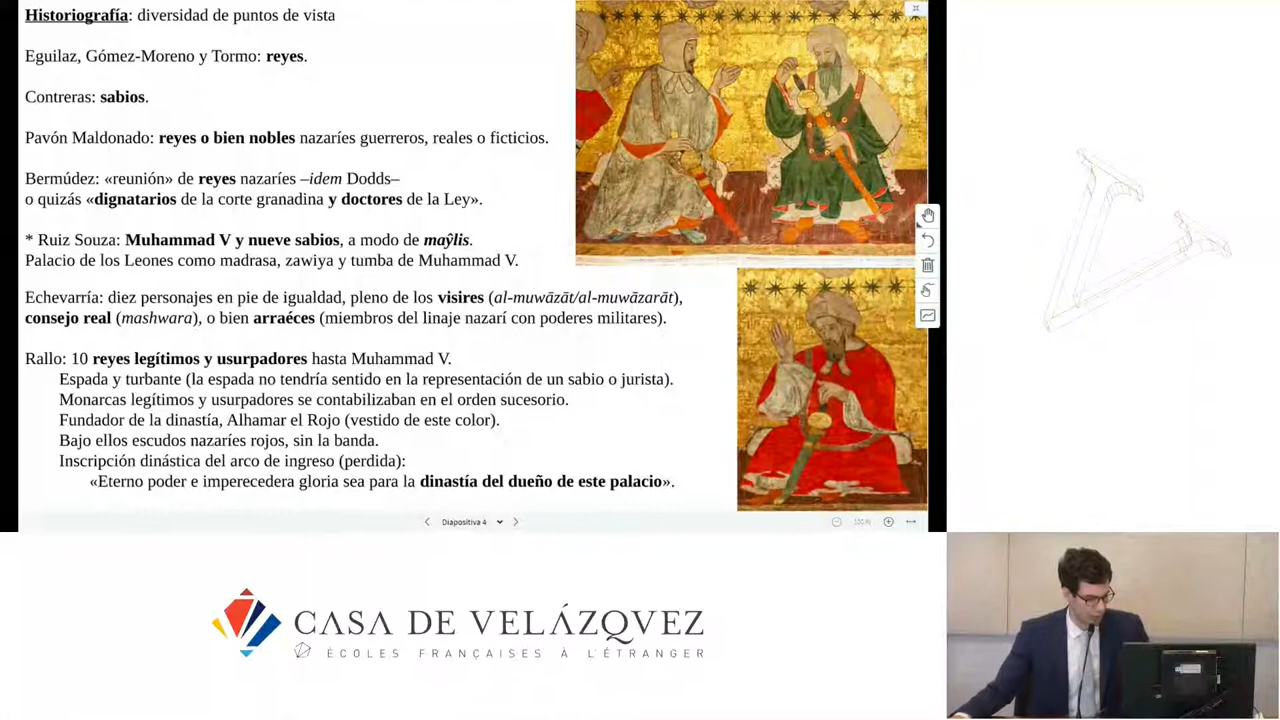 Historiografía: diversidad de puntos de vista
Eguilaz, Gómez-Moreno y Tormo: reyes.
Contreras: sabios.
Pavón Maldonado: reyes o bien nobles nazaríes guerreros, reales o ficticios.
Bermúdez: «reunión» de reyes nazaríes –idem Dodds–
o quizás «dignatarios de la corte granadina y doctores de la Ley».
* Ruiz Souza: Muhammad V y nueve sabios, a modo de maŷlis.
Palacio de los Leones como madrasa, zawiya y tumba de Muhammad V.
Echevarría: diez personajes en pie de igualdad, pleno de los visires (al-muwāzāt/al-muwāzarāt),
consejo real (mashwara), o bien arraéces (miembros del linaje nazarí con poderes militares).
Rallo: 10 reyes legítimos y usurpadores hasta Muhammad V.
Espada y turbante (la espada no tendría sentido en la representación de un sabio o jurista).
Monarcas legítimos y usurpadores se contabilizaban en el orden sucesorio.
Fundador de la dinastía, Alhamar el Rojo (vestido de este color).
Bajo ellos escudos nazaríes rojos, sin la banda.
Inscripción dinástica del arco de ingreso (perdida):
«Eterno poder e imperecedera gloria sea para la dinastía del dueño de este palacio».
Diapositiva 4
CASA DE VELÁZQVEZ
ÉCOLES FRANÇAISES À L'ÉTRANGER